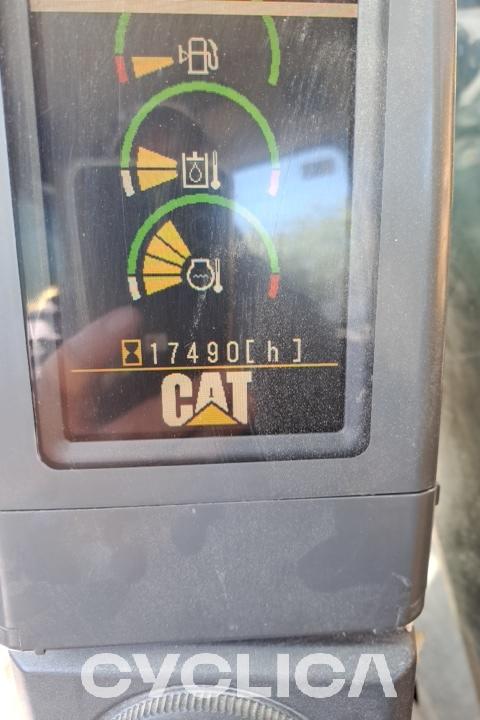 17490[ h ]
CAT
CYCLICA